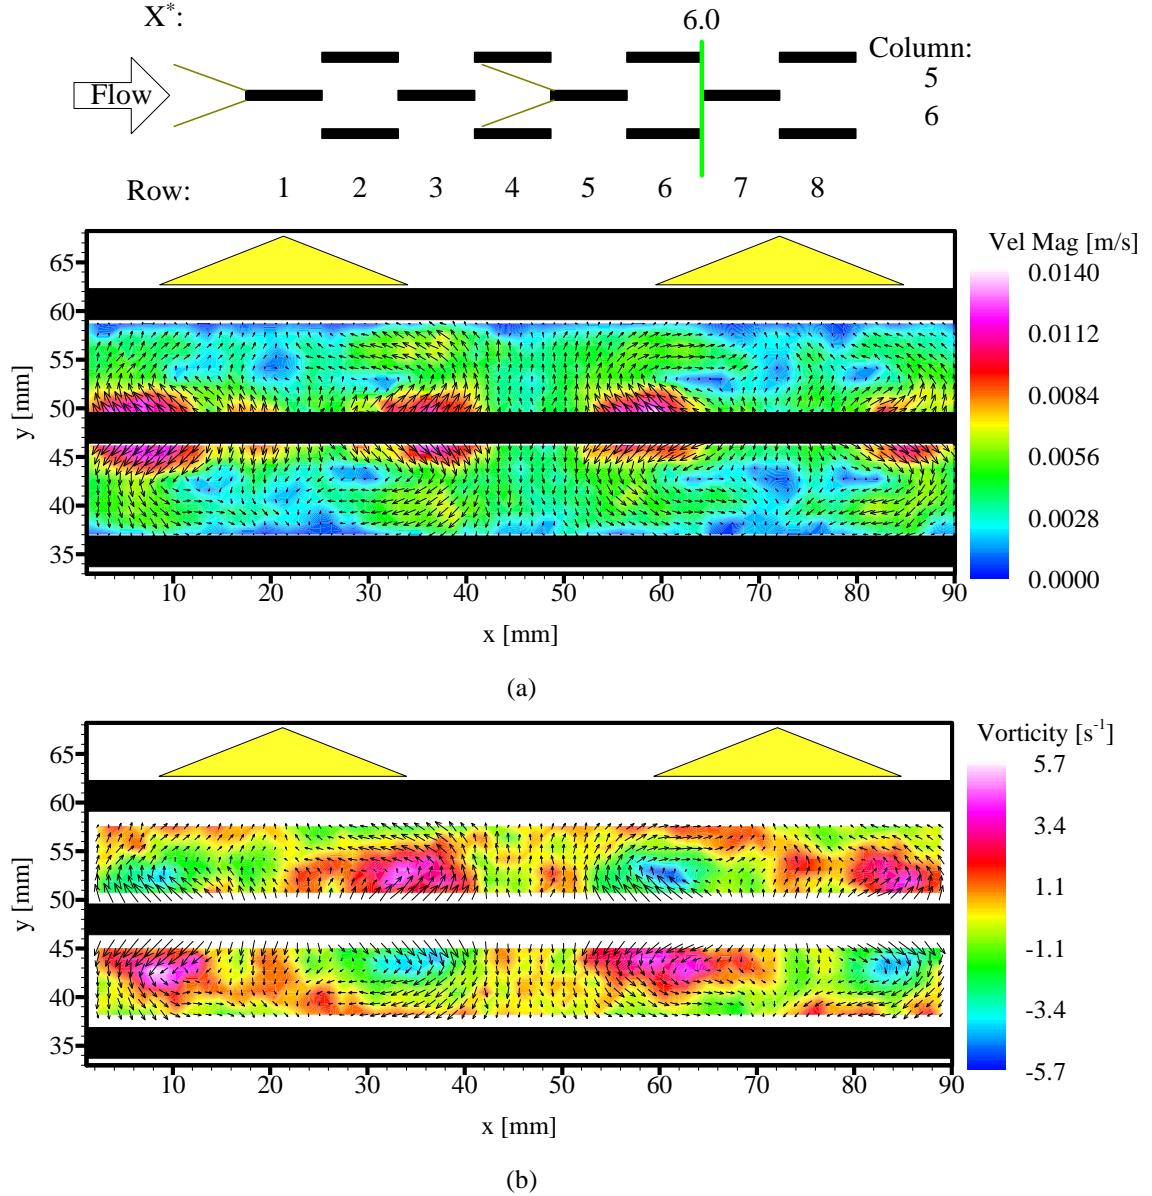 X*: 6.0
Column:
5
6
Flow
Row: 1 2 3 4 5 6 7 8
Vel Mag [m/s]
0.0140
0.0112
0.0084
0.0056
0.0028
0.0000
y [mm]
65
60
55
50
45
40
35
10 20 30 40 50 60 70 80 90
x [mm]
(a)
Vorticity [s-1]
5.7
3.4
1.1
-1.1
-3.4
-5.7
y [mm]
65
60
55
50
45
40
35
10 20 30 40 50 60 70 80 90
x [mm]
(b)